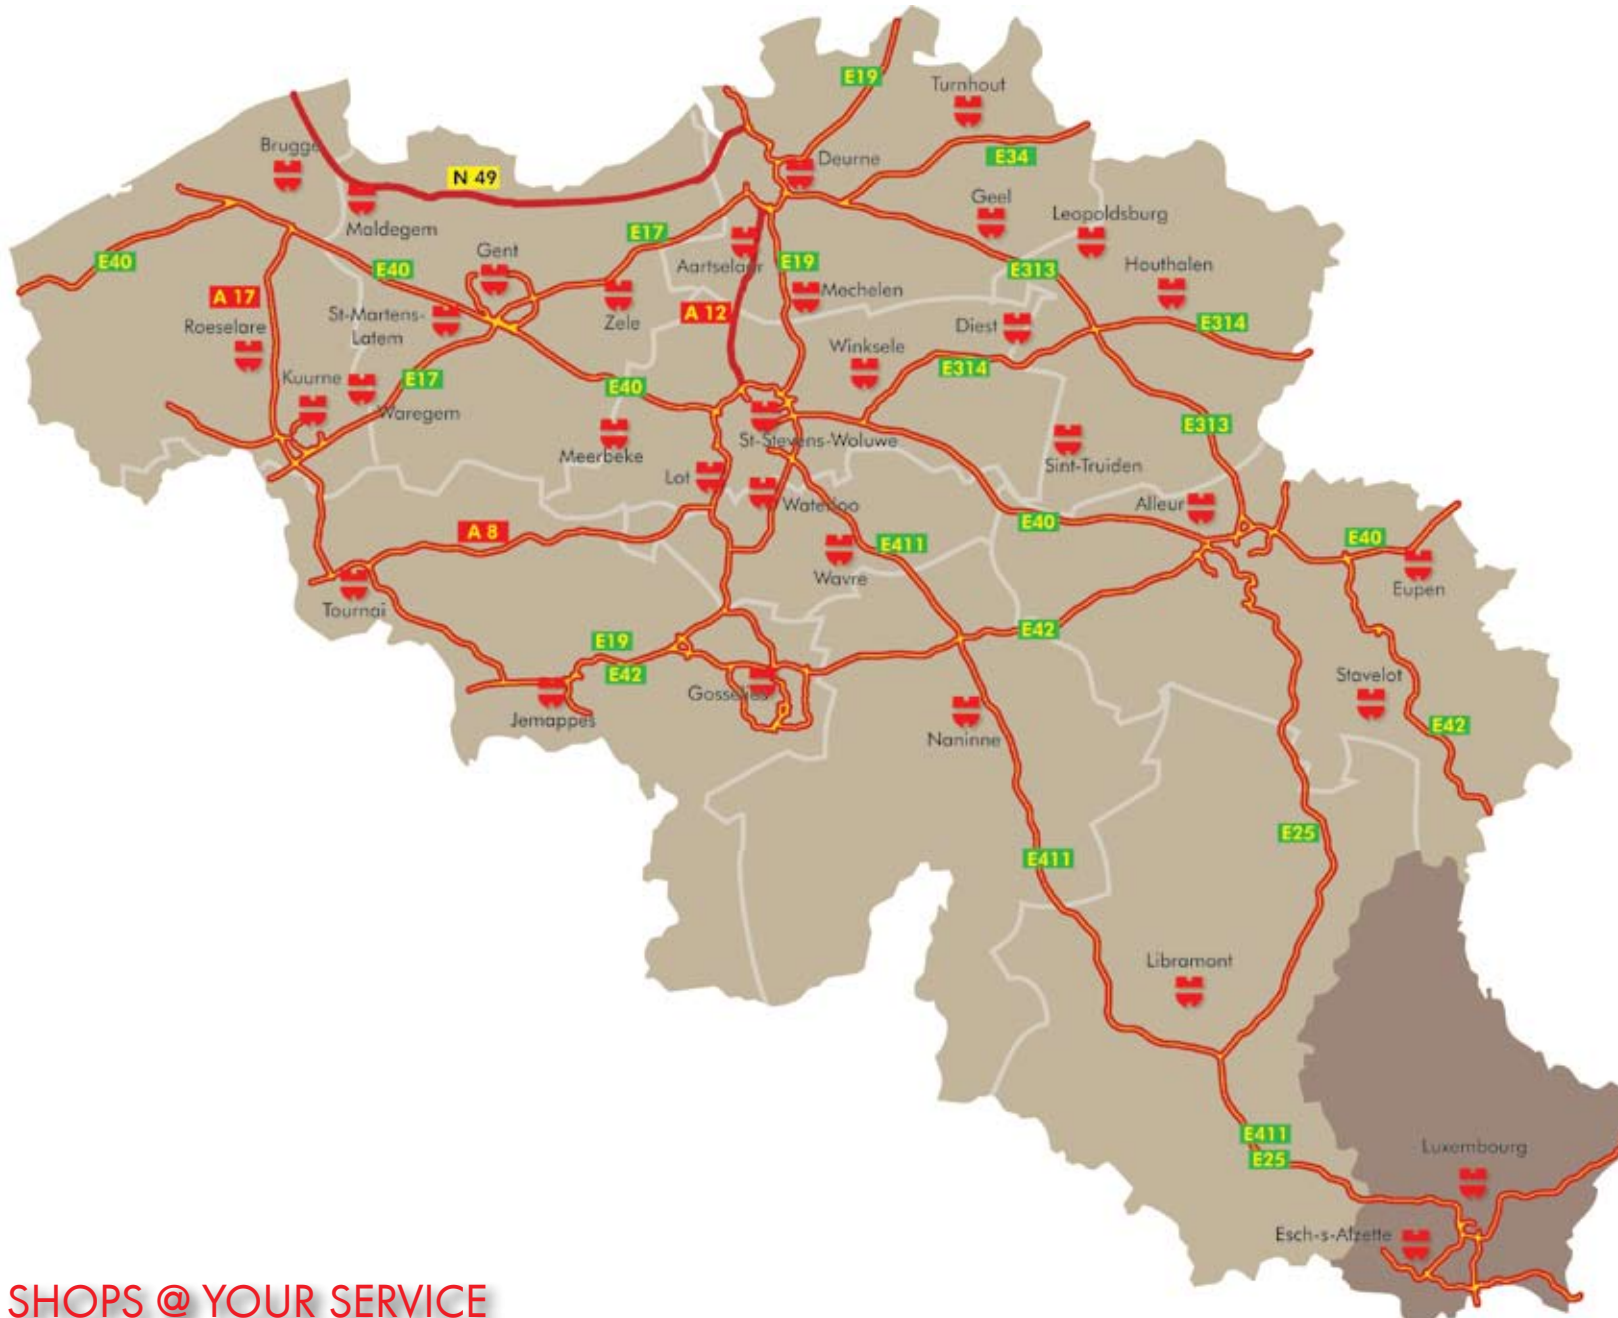 E19
Turnhout
Brugge
Deurne
E34
N 49
Geel
Leopoldsburg
Maldegem
E17
Gent
Aartselaar
E19
E40
E40
E313
Houthalen
Mechelen
A 17
St-Martens-
Latem
A 12
Zele
Diest
E314
Roeselare
Winksele
E314
Kuurne
E17
E40
Waregem
E313
St-Stevens-Woluwe
Meerbeke
Sint-Truiden
Lot
Waterloo
Alleur
E40
A 8
E411
E40
Wavre
Eupen
Tournai
E42
E19
E42
Gosselies
Stavelot
Jemappes
Naninne
E42
E25
E411
Libramont
E411
E25
Luxembourg
Esch-s-Alzette
SHOPS @ YOUR SERVICE